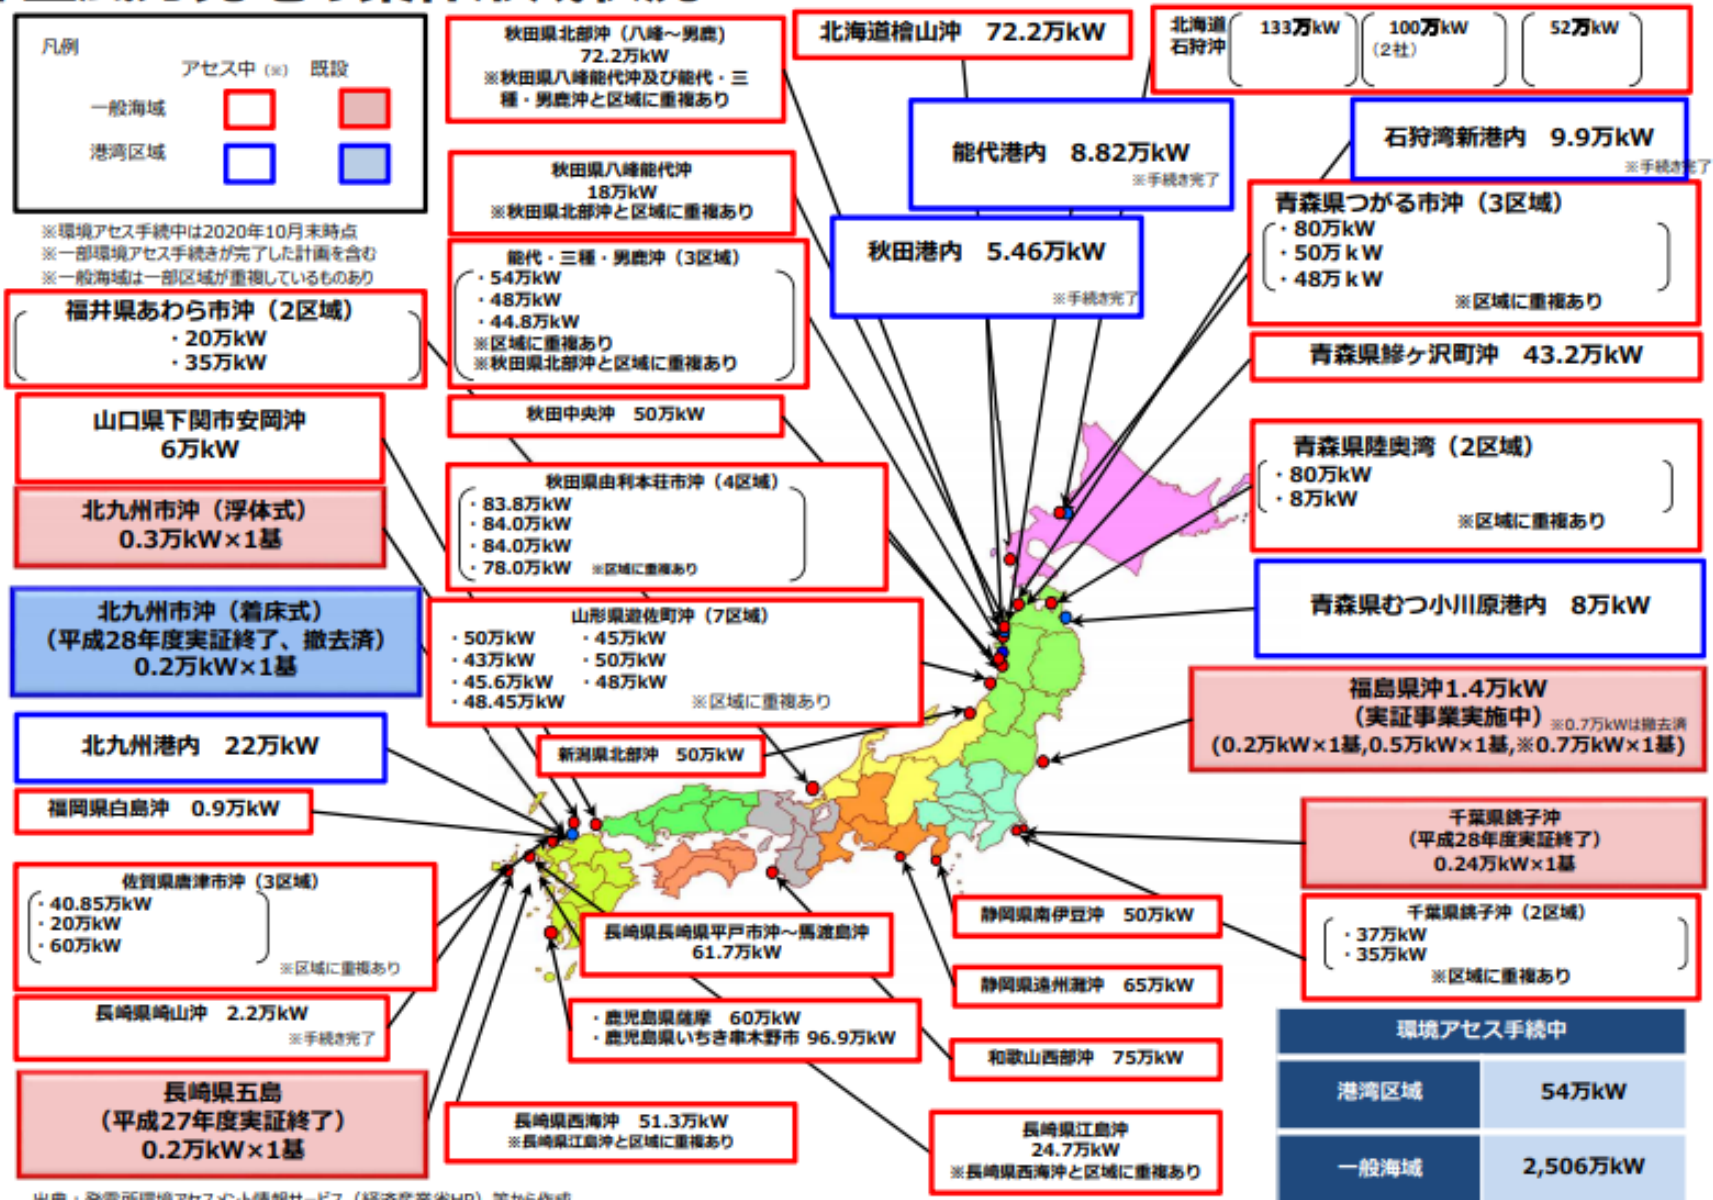 凡例
アセス中（※） 既設
一般海域
港湾区域
※環境アセス手続中は2020年10月末時点
※一部環境アセス手続きが完了した計画を含む
※一般海域は一部区域が重複しているものあり
福井県あわら市沖（2区域）
・20万kW
・35万kW
山口県下関市安岡沖
6万kW
北九州市沖（浮体式）
0.3万kW×1基
北九州市沖（着床式）
（平成28年度実証終了、撤去済）
0.2万kW×1基
北九州港内 22万kW
福岡県白島沖 0.9万kW
佐賀県唐津市沖（3区域）
・40.85万kW
・20万kW
・60万kW
※区域に重複あり
長崎県崎山沖 2.2万kW
※手続き完了
長崎県五島
（平成27年度実証終了）
0.2万kW×1基
秋田県北部沖（八峰～男鹿）
72.2万kW
※秋田県八峰能代沖及び能代・三
種・男鹿沖と区域に重複あり
秋田県八峰能代沖
18万kW
※秋田県北部沖と区域に重複あり
能代・三種・男鹿沖（3区域）
・54万kW
・48万kW
・44.8万kW
※区域に重複あり
※秋田県北部沖と区域に重複あり
秋田中央沖 50万kW
秋田県由利本荘市沖（4区域）
・83.8万kW
・84.0万kW
・84.0万kW
・78.0万kW ※区域に重複あり
山形県遊佐町沖（7区域）
・50万kW ・45万kW
・43万kW ・50万kW
・45.6万kW ・48万kW
・48.45万kW ※区域に重複あり
新潟県北部沖 50万kW
北海道檜山沖 72.2万kW
能代港内 8.82万kW
※手続き完了
秋田港内 5.46万kW
※手続き完了
北海道
石狩沖
133万kW 100万kW 52万kW
（2社）
石狩湾新港内 9.9万kW
※手続き完了
青森県つがる市沖（3区域）
・80万kW
・50万ｋW
・48万ｋW
※区域に重複あり
青森県鰺ヶ沢町沖 43.2万kW
青森県陸奥湾（2区域）
・80万kW
・8万kW
※区域に重複あり
青森県むつ小川原港内 8万kW
福島県沖1.4万kW
（実証事業実施中）※0.7万kWは撤去済
(0.2万kW×1基,0.5万kW×1基,※0.7万kW×1基)
千葉県銚子沖
（平成28年度実証終了）
0.24万kW×1基
千葉県銚子沖（2区域）
・37万kW
・35万kW
※区域に重複あり
静岡県南伊豆沖 50万kW
静岡県遠州灘沖 65万kW
和歌山西部沖 75万kW
長崎県長崎県平戸市沖～馬渡島沖
61.7万kW
・鹿児島県薩摩 60万kW
・鹿児島県いちき串木野市 96.9万kW
長崎県西海沖 51.3万kW
※長崎県江島沖と区域に重複あり
長崎県江島沖
24.7万kW
※長崎県西海沖と区域に重複あり
環境アセス手続中
港湾区域 54万kW
一般海域 2,506万kW